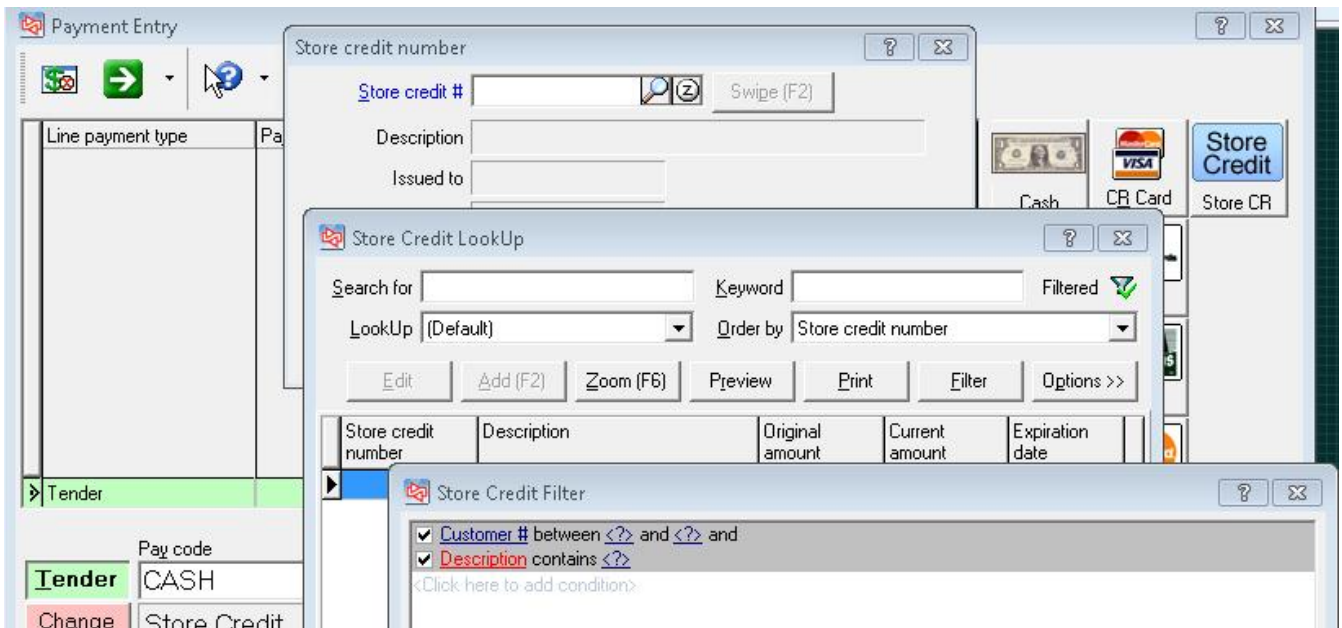 Payment Entry
Store credit number
Store credit #
Swipe (F2)
Line payment type
Pa
Description
Issued to
VISA
Store
Credit
Cash
CR Card
Store CR
Store Credit LookUp
Search for
Keyword
Filtered
LookUp
(Default)
Order by
Store credit number
Edit
Add (F2)
Zoom (F6)
Preview
Print
Filter
Options >>
Store credit
number
Description
Original
amount
Current
amount
Expiration
date
Tender
Store Credit Filter
Customer # between <?> and <?> and
Description contains <?>
<Click here to add condition>
Pay code
Tender
CASH
Change
Store Credit